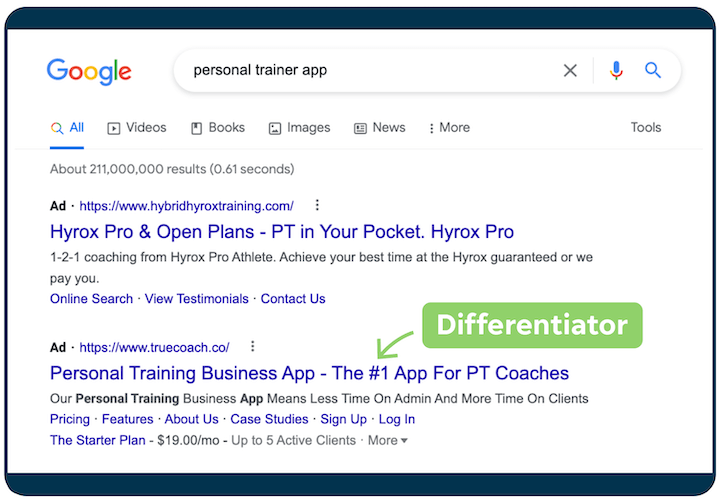 Google
personal trainer app
All Videos Books Images News More Tools
About 211,000,000 results (0.61 seconds)
Ad · https://www.hybridhyroxtraining.com/
Hyrox Pro & Open Plans - PT in Your Pocket. Hyrox Pro
1-2-1 coaching from Hyrox Pro Athlete. Achieve your best time at the Hyrox guaranteed or we
pay you.
Online Search · View Testimonials · Contact Us
Differentiator
Ad · https://www.truecoach.co/
Personal Training Business App - The #1 App For PT Coaches
Our Personal Training Business App Means Less Time On Admin And More Time On Clients
Pricing · Features · About Us · Case Studies · Sign Up · Log In
The Starter Plan - $19.00/mo - Up to 5 Active Clients · More